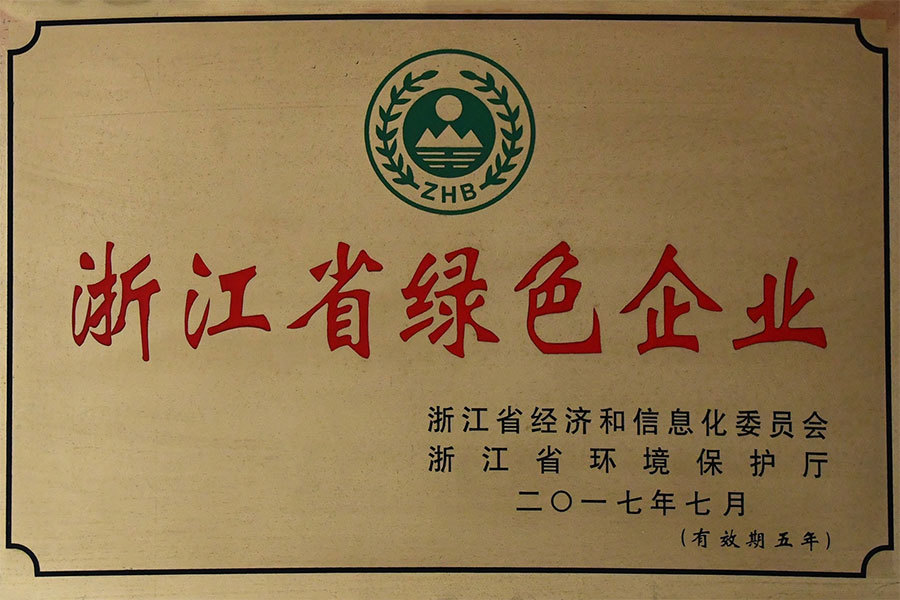 ZHB
浙江省绿色企业
浙江省经济和信息化委员会
浙江省环境保护厅
二〇一七年七月
(有效期五年)